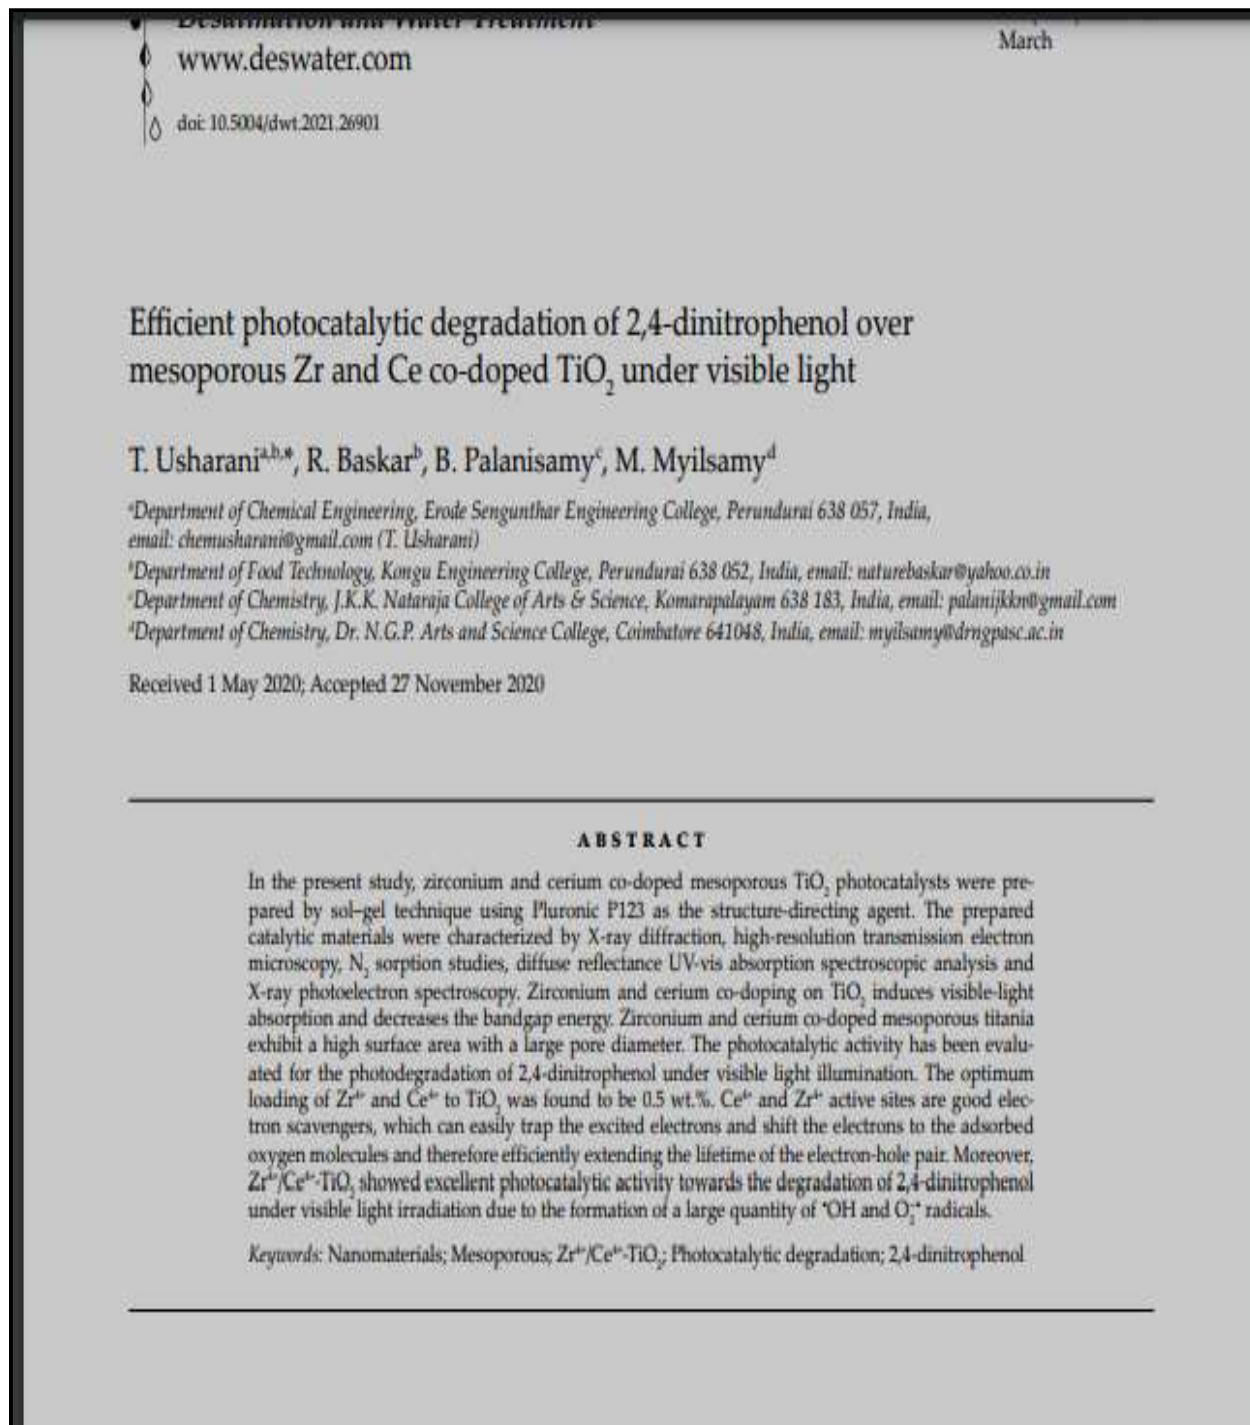 Desalination and Water Treatment
www.deswater.com
March
doi: 10.5004/dwt.2021.26901
Efficient photocatalytic degradation of 2,4-dinitrophenol over
mesoporous Zr and Ce co-doped TiO₂ under visible light
T. Usharaniᵃ,ᵇ,*, R. Baskarᵇ, B. Palanisamyᶜ, M. Myilsamyᵈ
ᵃDepartment of Chemical Engineering, Erode Sengunthar Engineering College, Perundurai 638 057, India,
email: chemusharani@gmail.com (T. Usharani)
ᵇDepartment of Food Technology, Kongu Engineering College, Perundurai 638 052, India, email: naturebaskar@yahoo.co.in
ᶜDepartment of Chemistry, J.K.K. Nataraja College of Arts & Science, Komarapalayam 638 183, India, email: palanijkkn@gmail.com
ᵈDepartment of Chemistry, Dr. N.G.P. Arts and Science College, Coimbatore 641048, India, email: myilsamy@drngpasc.ac.in
Received 1 May 2020; Accepted 27 November 2020
ABSTRACT
In the present study, zirconium and cerium co-doped mesoporous TiO₂ photocatalysts were pre-
pared by sol–gel technique using Pluronic P123 as the structure-directing agent. The prepared
catalytic materials were characterized by X-ray diffraction, high-resolution transmission electron
microscopy, N₂ sorption studies, diffuse reflectance UV-vis absorption spectroscopic analysis and
X-ray photoelectron spectroscopy. Zirconium and cerium co-doping on TiO₂ induces visible-light
absorption and decreases the bandgap energy. Zirconium and cerium co-doped mesoporous titania
exhibit a high surface area with a large pore diameter. The photocatalytic activity has been evalu-
ated for the photodegradation of 2,4-dinitrophenol under visible light illumination. The optimum
loading of Zr⁴⁺ and Ce⁴⁺ to TiO₂ was found to be 0.5 wt.%. Ce⁴⁺ and Zr⁴⁺ active sites are good elec-
tron scavengers, which can easily trap the excited electrons and shift the electrons to the adsorbed
oxygen molecules and therefore efficiently extending the lifetime of the electron-hole pair. Moreover,
Zr⁴⁺/Ce⁴⁺-TiO₂ showed excellent photocatalytic activity towards the degradation of 2,4-dinitrophenol
under visible light irradiation due to the formation of a large quantity of •OH and O₂⁻• radicals.
Keywords: Nanomaterials; Mesoporous; Zr⁴⁺/Ce⁴⁺-TiO₂; Photocatalytic degradation; 2,4-dinitrophenol